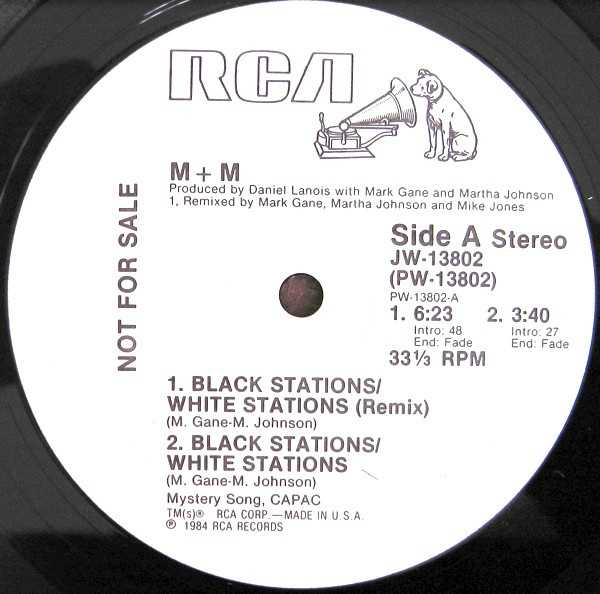 RCA
M + M
Produced by Daniel Lanois with Mark Gane and Martha Johnson
1, Remixed by Mark Gane, Martha Johnson and Mike Jones
NOT FOR SALE
Side A Stereo
JW-13802
(PW-13802)
PW-13802-A
1. 6:23 2. 3:40
Intro: 48 Intro: 27
End: Fade End: Fade
33⅓ RPM
1. BLACK STATIONS/
WHITE STATIONS (Remix)
(M. Gane-M. Johnson)
2. BLACK STATIONS/
WHITE STATIONS
(M. Gane-M. Johnson)
Mystery Song, CAPAC
TM(s)® RCA CORP.—MADE IN U.S.A.
℗ 1984 RCA RECORDS